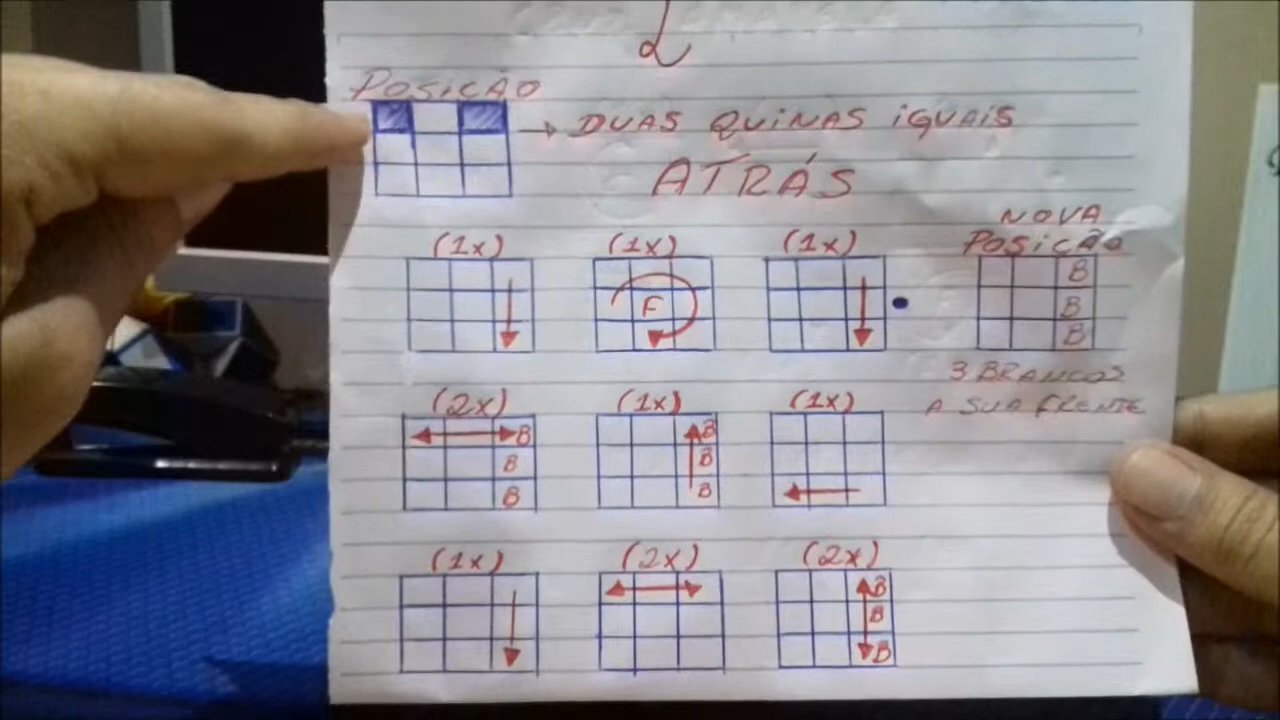 2
POSIÇÃO
→ DUAS QUINAS IGUAIS
ATRÁS
(1x) (1x) (1x) NOVA POSIÇÃO
F
B
B
B
3 BRANCOS
A SUA FRENTE
(2x) (1x) (1x)
B B
B B
B B
(1x) (2x) (2x)
B
B
B